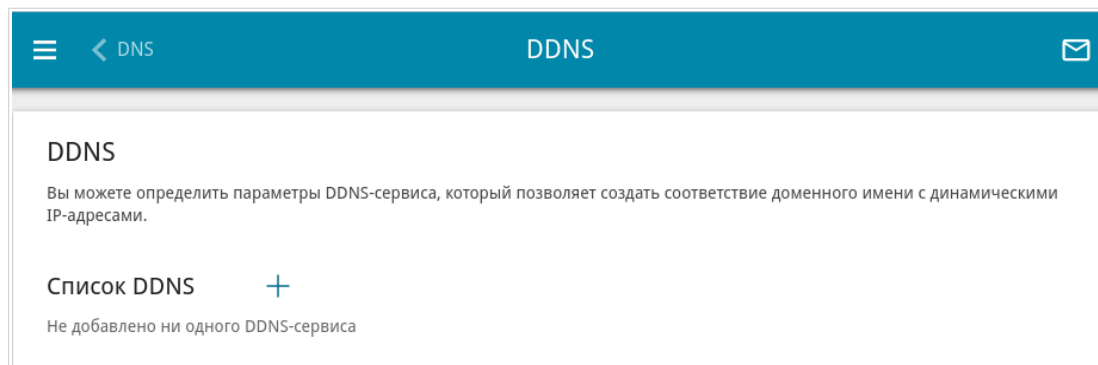 DNS
DDNS
DDNS
Вы можете определить параметры DDNS-сервиса, который позволяет создать соответствие доменного имени с динамическими
IP-адресами.
Список DDNS
Не добавлено ни одного DDNS-сервиса